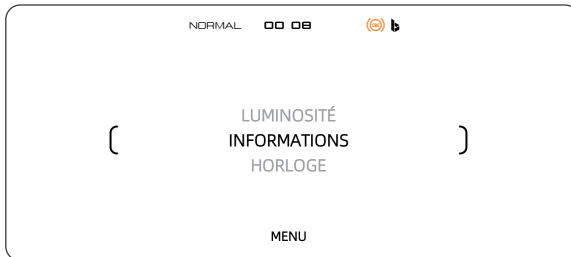 NORMAL 00 08
LUMINOSITÉ
INFORMATIONS
HORLOGE
MENU